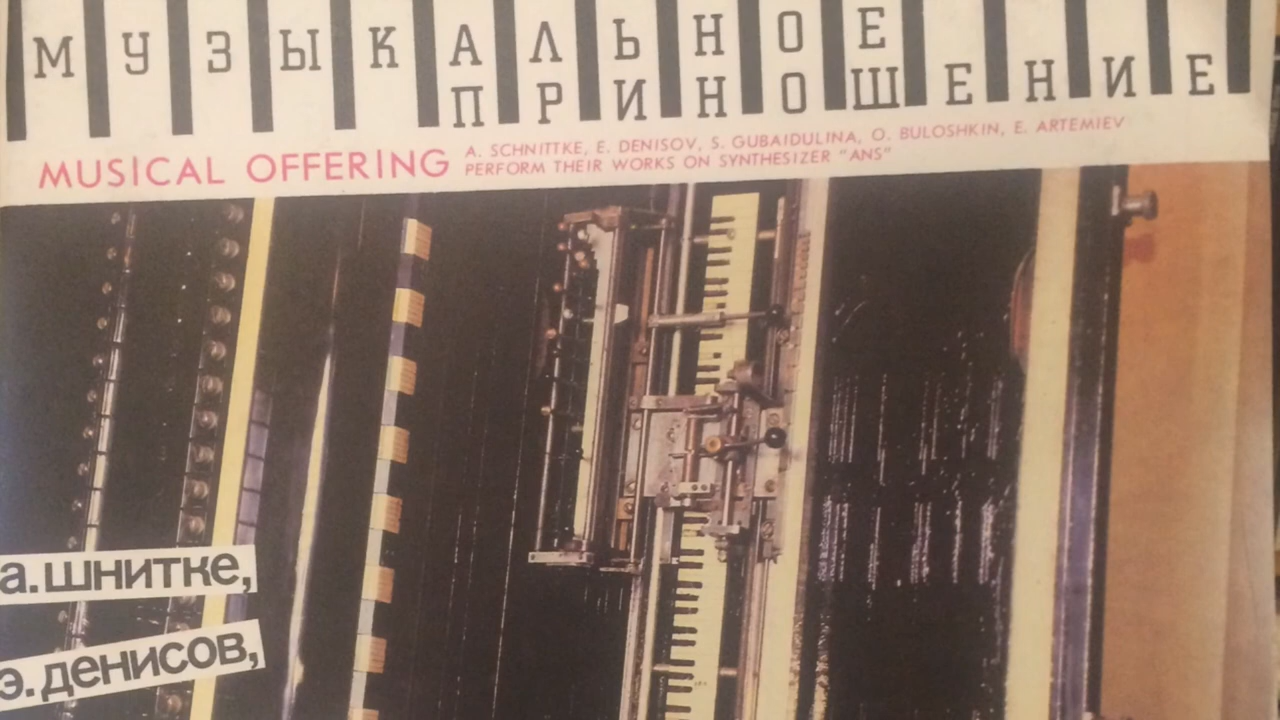 МУЗЫКАЛЬНОЕ
ПРИНОШЕНИЕ
MUSICAL OFFERING
A. SCHNITTKE, E. DENISOV, S. GUBAIDULINA, O. BULOSHKIN, E. ARTEMIEV
PERFORM THEIR WORKS ON SYNTHESIZER "ANS"
а.шнитке,
э.денисов,